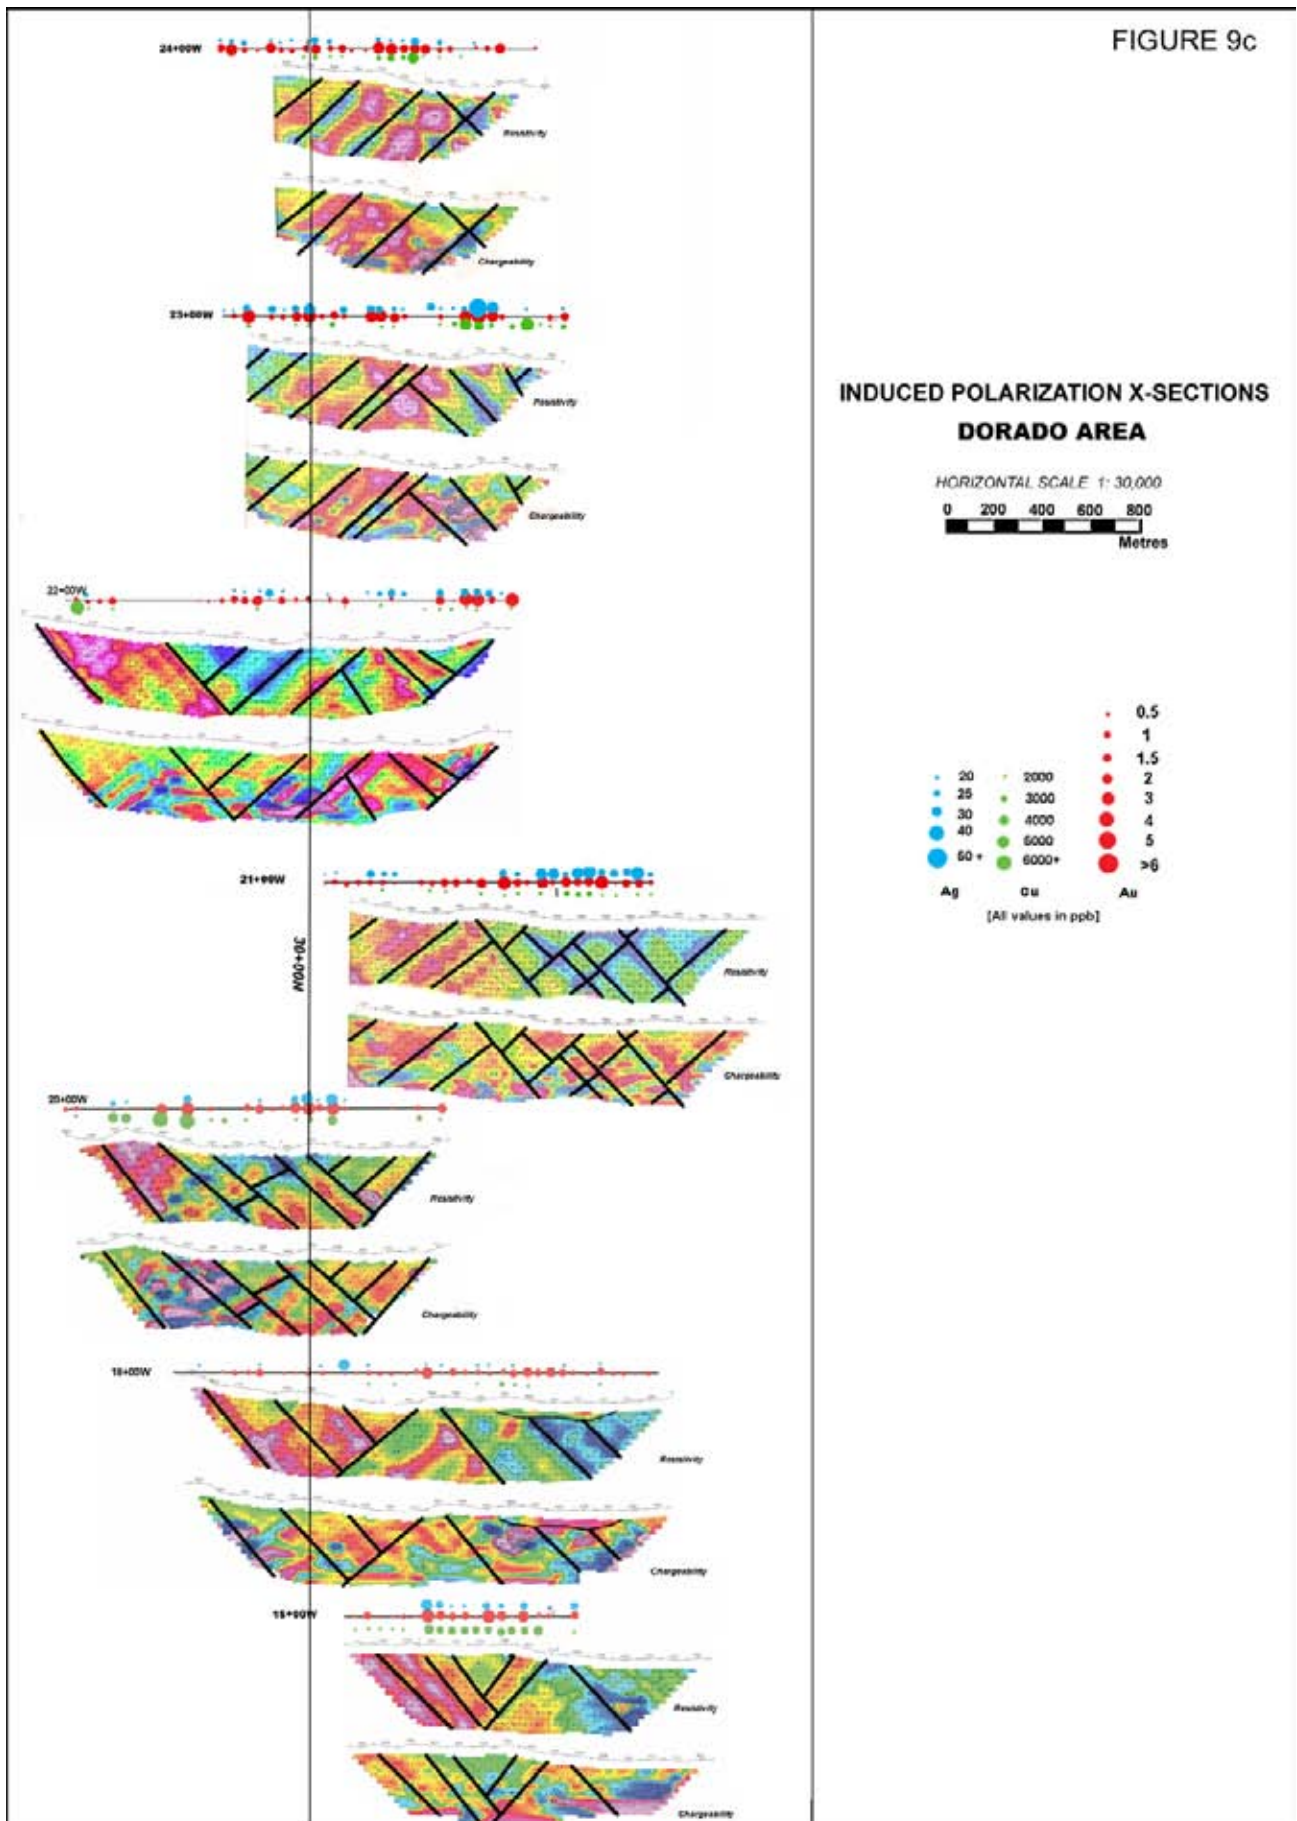 FIGURE 9c
24+00W
Resistivity
Chargeability
23+00W
Resistivity
Chargeability
22+00W
21+00W
30+00N
Resistivity
Chargeability
20+00W
Resistivity
Chargeability
18+00W
Resistivity
Chargeability
15+00W
Resistivity
Chargeability
INDUCED POLARIZATION X-SECTIONS
DORADO AREA
HORIZONTAL SCALE 1: 30,000
0 200 400 600 800
Metres
0.5
1
1.5
20 2000 2
25 3000 3
30 4000 4
40 5000 5
50 + 6000+ >6
Ag Cu Au
[All values in ppb]